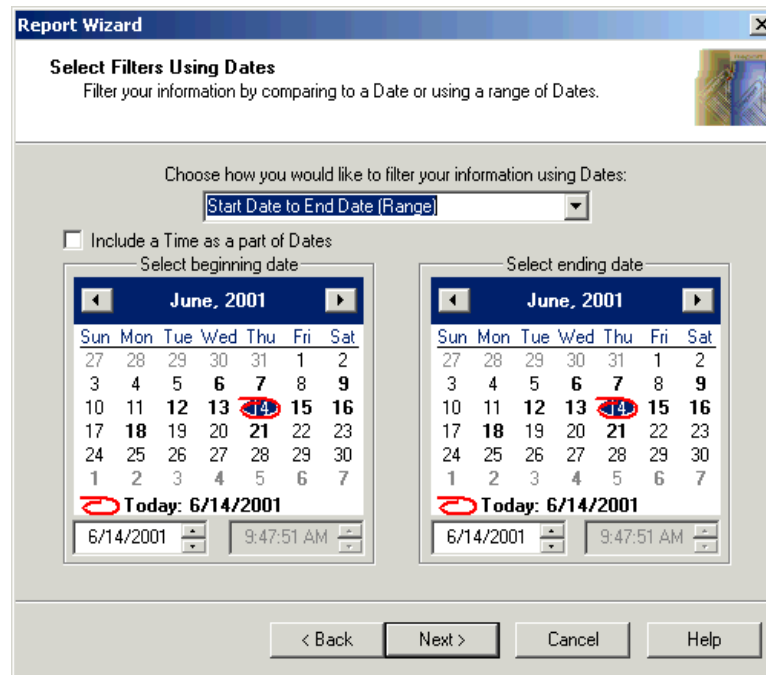 Report Wizard
Select Filters Using Dates
Filter your information by comparing to a Date or using a range of Dates.
Choose how you would like to filter your information using Dates:
Start Date to End Date (Range)
Include a Time as a part of Dates
Select beginning date
June, 2001
Sun Mon Tue Wed Thu Fri Sat
27 28 29 30 31 1 2
3 4 5 6 7 8 9
10 11 12 13 14 15 16
17 18 19 20 21 22 23
24 25 26 27 28 29 30
1 2 3 4 5 6 7
Today: 6/14/2001
6/14/2001 9:47:51 AM
Select ending date
June, 2001
Sun Mon Tue Wed Thu Fri Sat
27 28 29 30 31 1 2
3 4 5 6 7 8 9
10 11 12 13 14 15 16
17 18 19 20 21 22 23
24 25 26 27 28 29 30
1 2 3 4 5 6 7
Today: 6/14/2001
6/14/2001 9:47:51 AM
< Back Next > Cancel Help